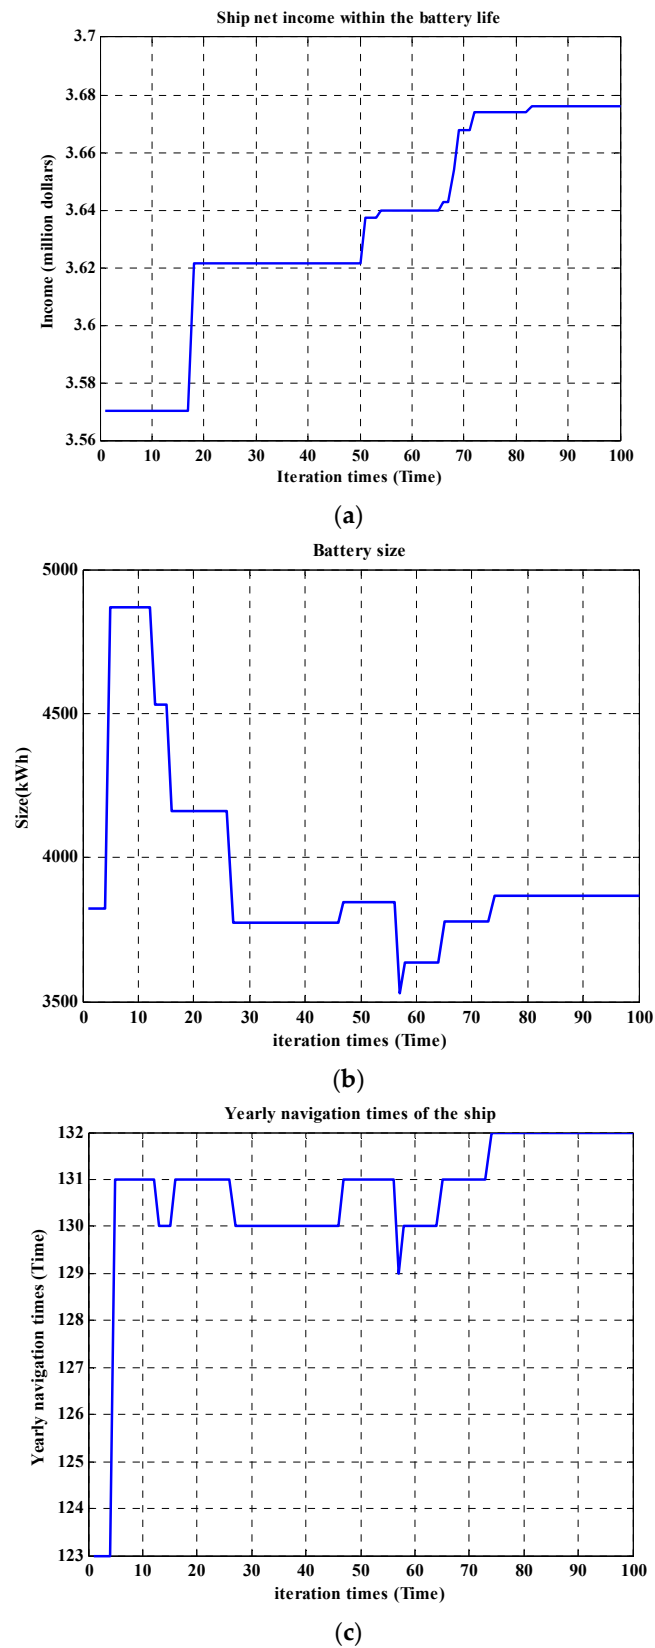 Ship net income within the battery life
3.7
3.68
3.66
3.64
3.62
3.6
3.58
3.56
Income (million dollars)
0 10 20 30 40 50 60 70 80 90 100
Iteration times (Time)
(a)
Battery size
5000
4500
4000
3500
Size(kWh)
0 10 20 30 40 50 60 70 80 90 100
iteration times (Time)
(b)
Yearly navigation times of the ship
132
131
130
129
128
127
126
125
124
123
Yearly navigation times (Time)
0 10 20 30 40 50 60 70 80 90 100
iteration times (Time)
(c)